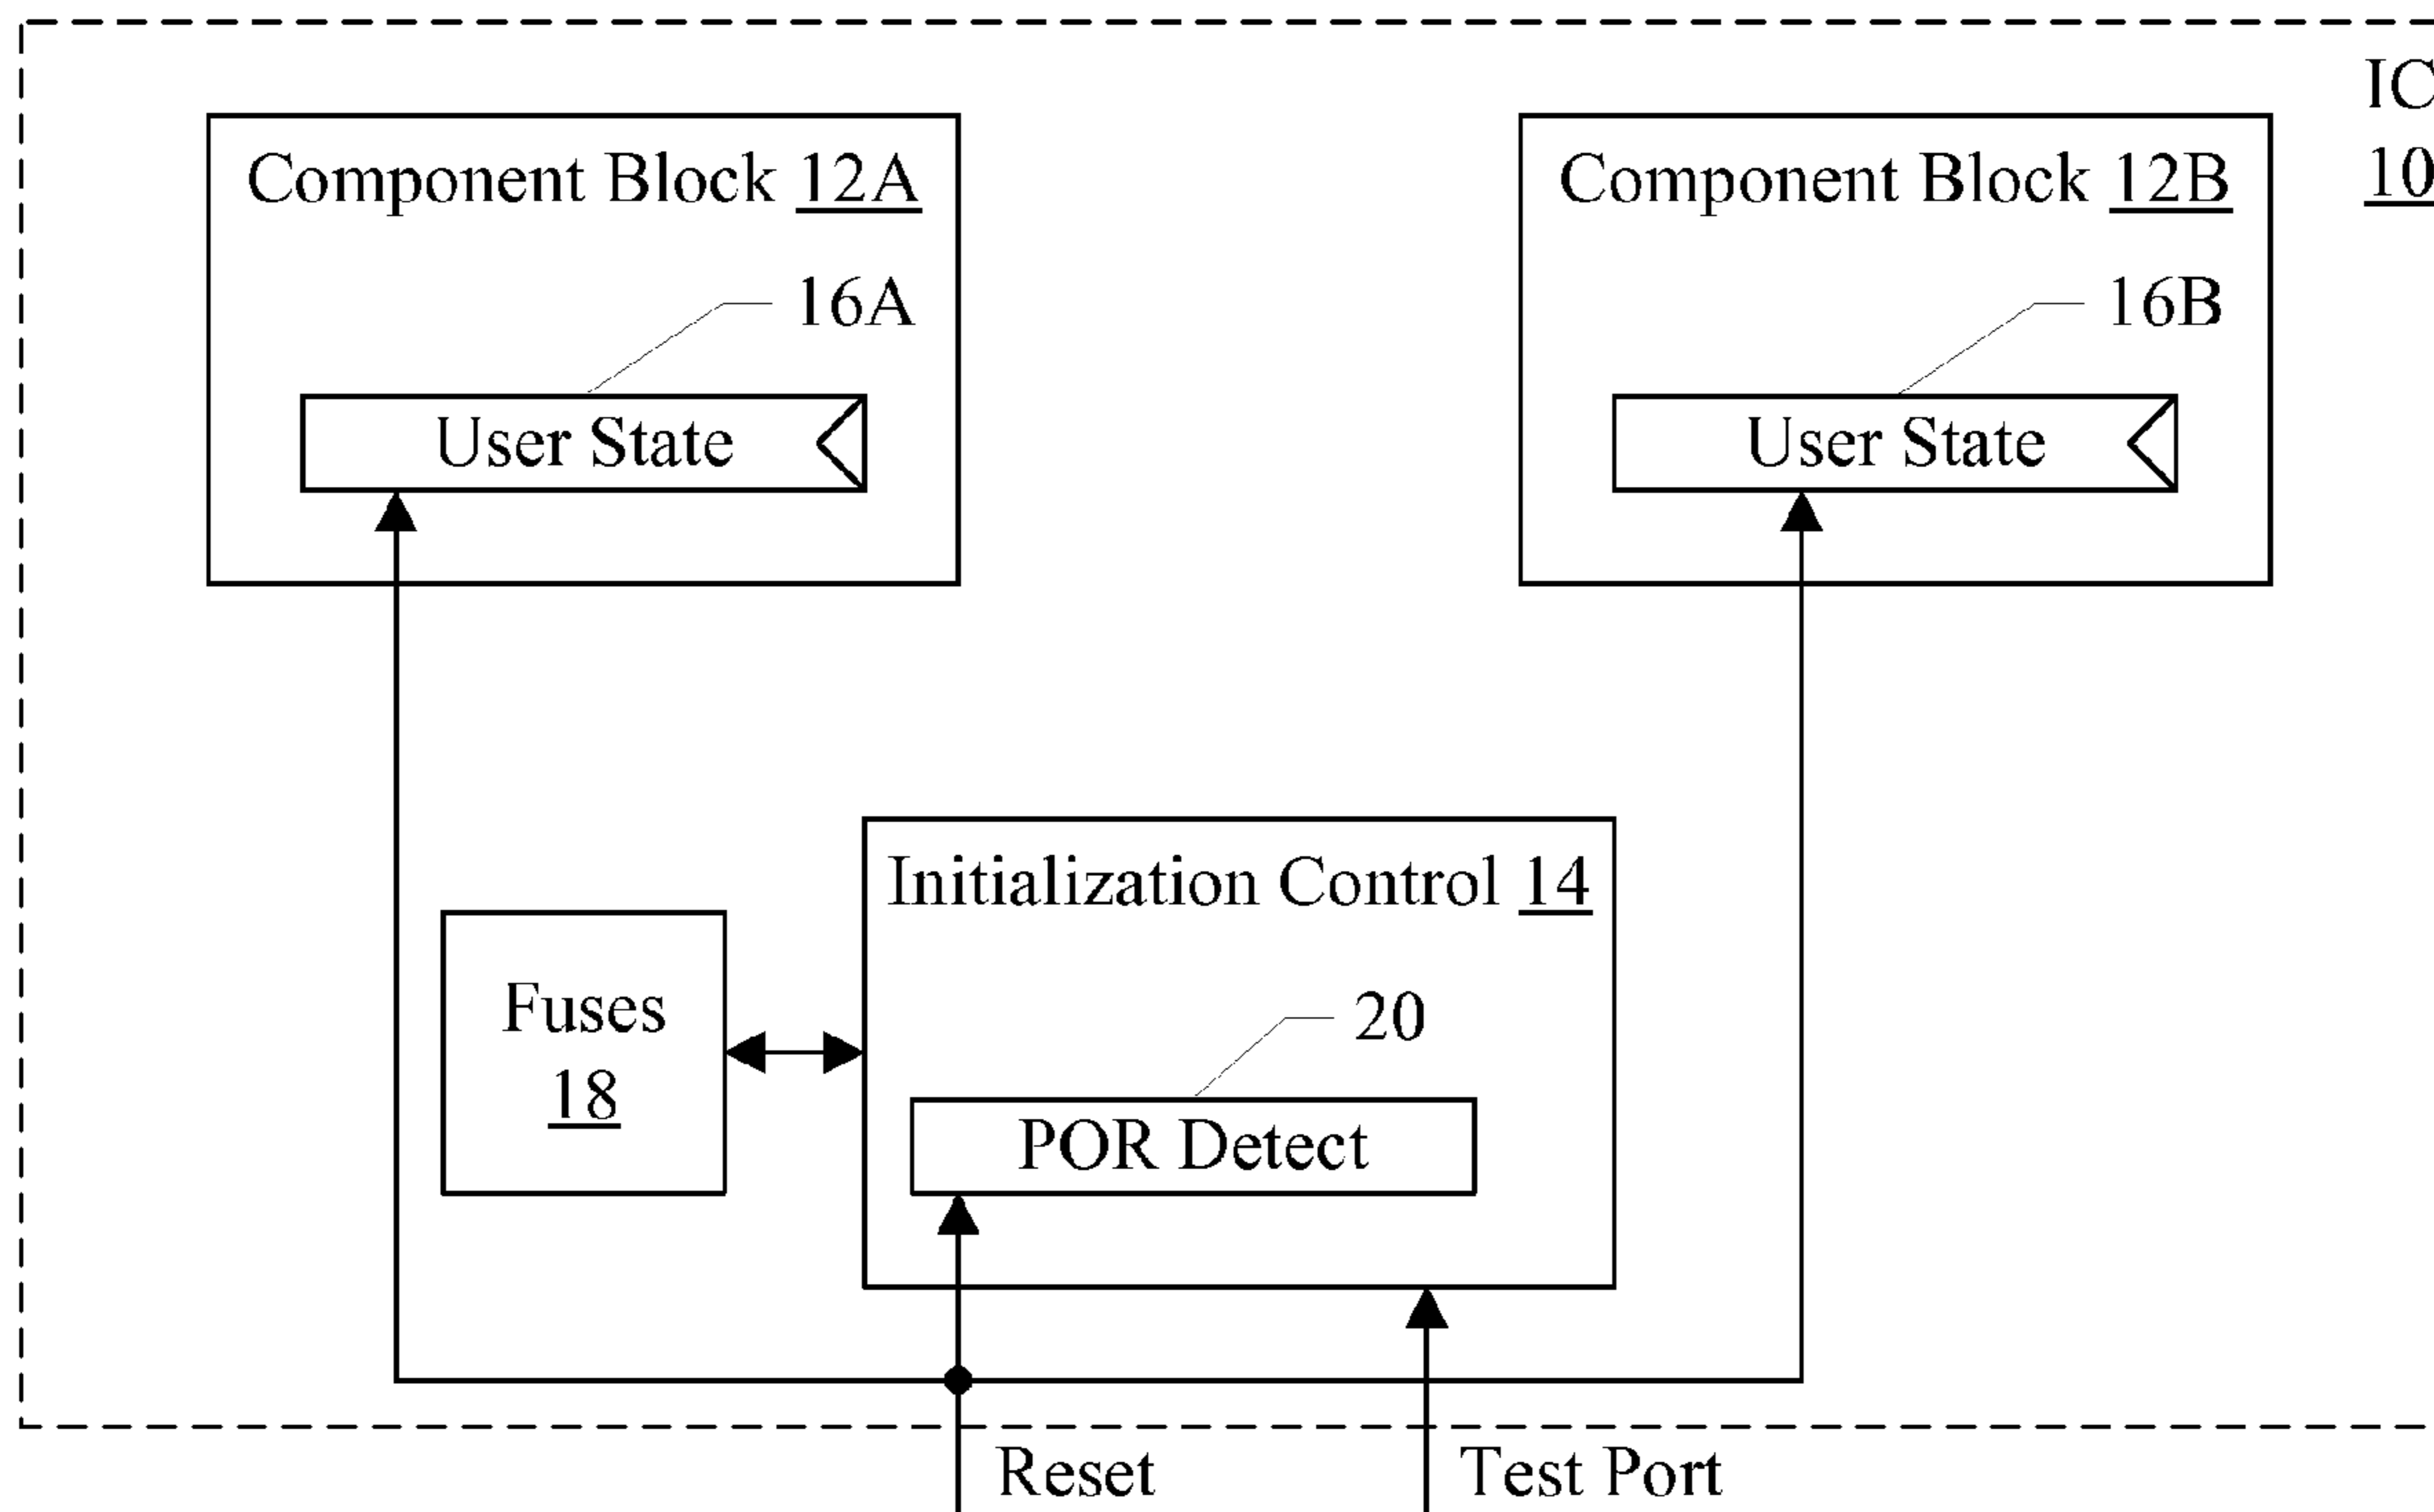 IC
10
Component Block 12A
16A
User State
Component Block 12B
16B
User State
Initialization Control 14
Fuses
18
20
POR Detect
Reset
Test Port